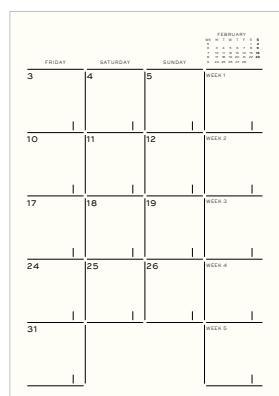 FEBRUARY
M T W T F S S
FRIDAY SATURDAY SUNDAY
3 4 5 WEEK 1
10 11 12 WEEK 2
17 18 19 WEEK 3
24 25 26 WEEK 4
31 WEEK 5